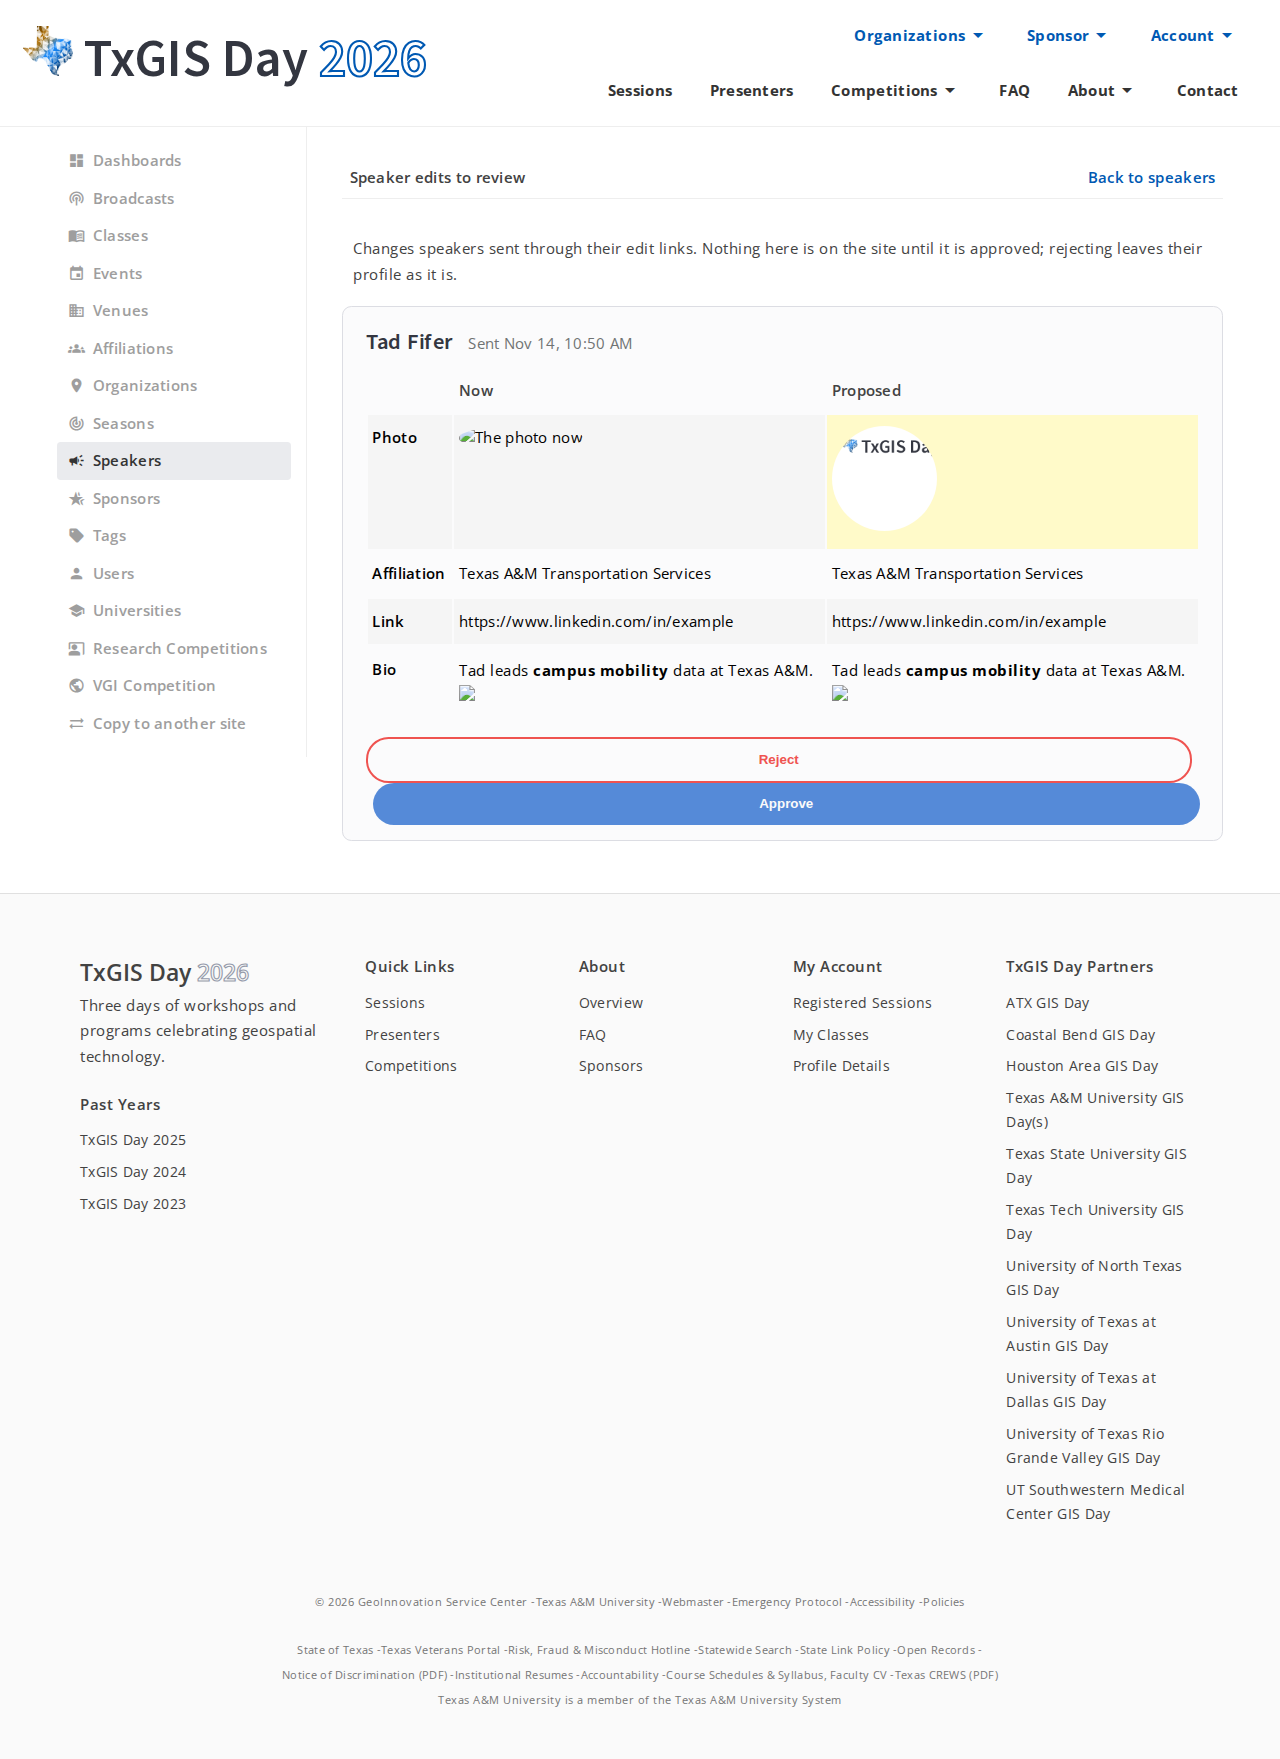 TxGIS Day 2026
Organizations
Sponsor
Account
Sessions
Presenters
Competitions
FAQ
About
Contact
Dashboards
Broadcasts
Classes
Events
Venues
Affiliations
Organizations
Seasons
Speakers
Sponsors
Tags
Users
Universities
Research Competitions
VGI Competition
Copy to another site
Speaker edits to review
Back to speakers
Changes speakers sent through their edit links. Nothing here is on the site until it is approved; rejecting leaves their
profile as it is.
Tad Fifer Sent Nov 14, 10:50 AM
Now Proposed
Photo The photo now TxGIS Da
Affiliation Texas A&M Transportation Services Texas A&M Transportation Services
Link https://www.linkedin.com/in/example https://www.linkedin.com/in/example
Bio Tad leads campus mobility data at Texas A&M. Tad leads campus mobility data at Texas A&M.
Reject
Approve
TxGIS Day 2026
Three days of workshops and
programs celebrating geospatial
technology.
Past Years
TxGIS Day 2025
TxGIS Day 2024
TxGIS Day 2023
Quick Links
Sessions
Presenters
Competitions
About
Overview
FAQ
Sponsors
My Account
Registered Sessions
My Classes
Profile Details
TxGIS Day Partners
ATX GIS Day
Coastal Bend GIS Day
Houston Area GIS Day
Texas A&M University GIS
Day(s)
Texas State University GIS
Day
Texas Tech University GIS
Day
University of North Texas
GIS Day
University of Texas at
Austin GIS Day
University of Texas at
Dallas GIS Day
University of Texas Rio
Grande Valley GIS Day
UT Southwestern Medical
Center GIS Day
© 2026 GeoInnovation Service Center -Texas A&M University -Webmaster -Emergency Protocol -Accessibility -Policies
State of Texas -Texas Veterans Portal -Risk, Fraud & Misconduct Hotline -Statewide Search -State Link Policy -Open Records -
Notice of Discrimination (PDF) -Institutional Resumes -Accountability -Course Schedules & Syllabus, Faculty CV -Texas CREWS (PDF)
Texas A&M University is a member of the Texas A&M University System